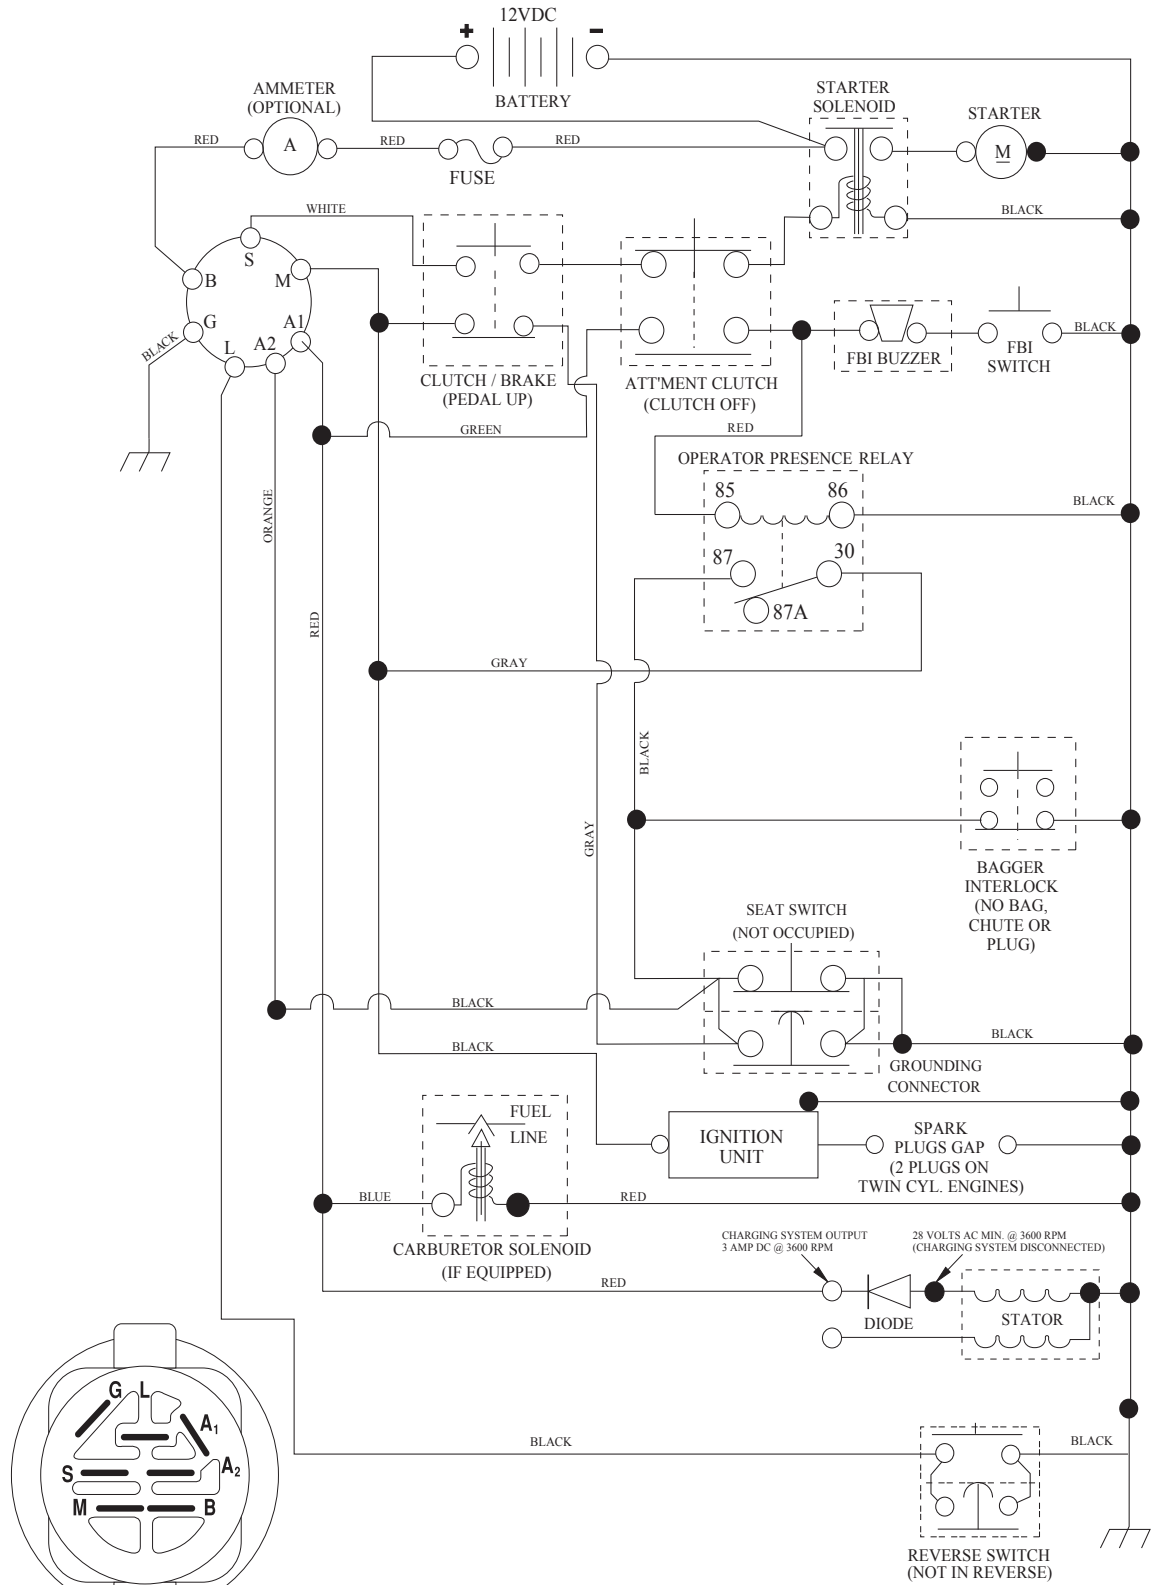 12VDC
+
-
BATTERY
AMMETER
(OPTIONAL)
STARTER
SOLENOID
STARTER
RED
A
RED
FUSE
RED
M
WHITE
BLACK
S
B
M
G
A1
L
A2
BLACK
CLUTCH / BRAKE
(PEDAL UP)
ATT'MENT CLUTCH
(CLUTCH OFF)
FBI BUZZER
FBI
SWITCH
BLACK
GREEN
RED
OPERATOR PRESENCE RELAY
85
86
BLACK
87
30
87A
ORANGE
RED
GRAY
BLACK
GRAY
BAGGER
INTERLOCK
(NO BAG,
CHUTE OR
PLUG)
SEAT SWITCH
(NOT OCCUPIED)
BLACK
BLACK
BLACK
GROUNDING
CONNECTOR
FUEL
LINE
IGNITION
UNIT
SPARK
PLUGS GAP
(2 PLUGS ON
TWIN CYL. ENGINES)
BLUE
RED
CARBURETOR SOLENOID
(IF EQUIPPED)
CHARGING SYSTEM OUTPUT
3 AMP DC @ 3600 RPM
28 VOLTS AC MIN. @ 3600 RPM
(CHARGING SYSTEM DISCONNECTED)
RED
DIODE
STATOR
G
L
A1
A2
S
M
B
BLACK
BLACK
REVERSE SWITCH
(NOT IN REVERSE)